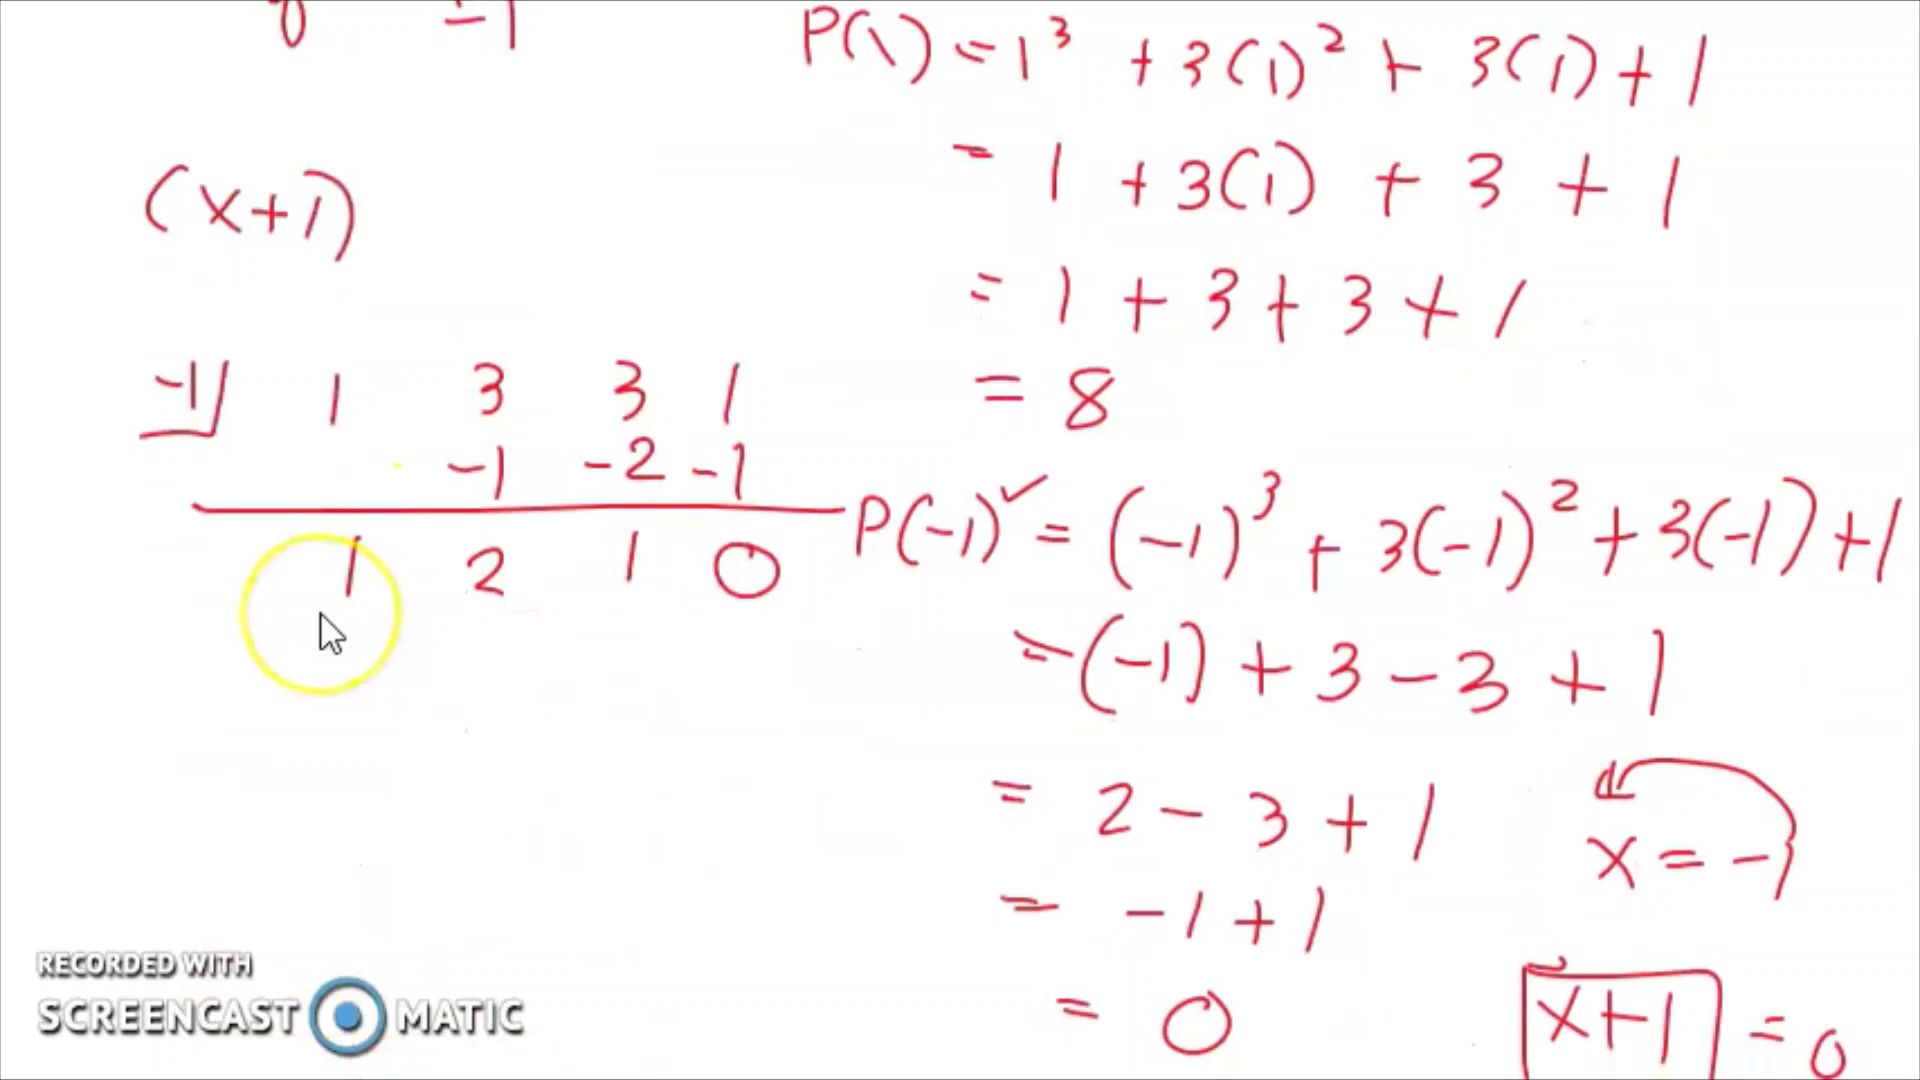 P(1) = 1³ + 3(1)² + 3(1) + 1
= 1 + 3(1) + 3 + 1
= 1 + 3 + 3 + 1
= 8
(x+1)
-1 1 3 3 1
-1 -2 -1
1 2 1 0
P(-1) ✓ = (-1)³ + 3(-1)² + 3(-1) + 1
= (-1) + 3 - 3 + 1
= 2 - 3 + 1
= -1 + 1
= 0
x = -1
x+1 = 0
RECORDED WITH
SCREENCAST MATIC